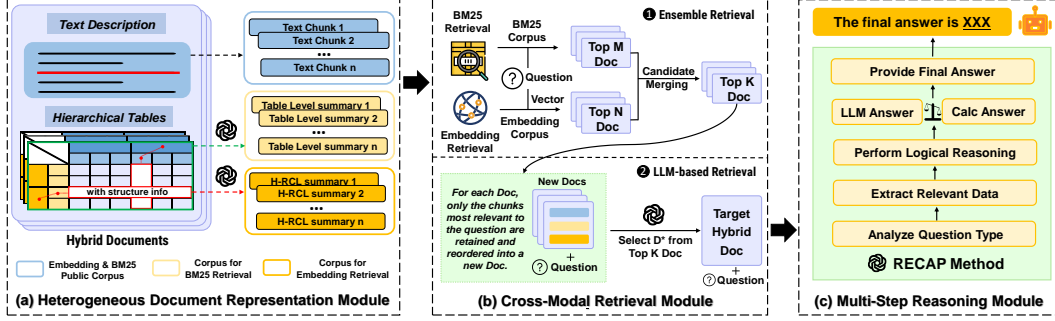 Text Description
Text Chunk 1
Text Chunk 2
...
Text Chunk n
Hierarchical Tables
with structure info
Table Level summary 1
Table Level summary 2
...
Table Level summary n
H-RCL summary 1
H-RCL summary 2
...
H-RCL summary n
Hybrid Documents
Embedding & BM25
Public Corpus
Corpus for
BM25 Retrieval
Corpus for
Embedding Retrieval
(a) Heterogeneous Document Representation Module
❶ Ensemble Retrieval
BM25
Retrieval
BM25
Corpus
? Question
Vector
Embedding Corpus
Embedding
Retrieval
Top M
Doc
Top N
Doc
Candidate
Merging
Top K
Doc
❷ LLM-based Retrieval
For each Doc,
only the chunks
most relevant to
the question are
retained and
reordered into a
new Doc.
New Docs
+
? Question
Select D* from
Top K Doc
Target
Hybrid
Doc
+
? Question
(b) Cross-Modal Retrieval Module
The final answer is XXX
Provide Final Answer
LLM Answer
Calc Answer
Perform Logical Reasoning
Extract Relevant Data
Analyze Question Type
RECAP Method
(c) Multi-Step Reasoning Module